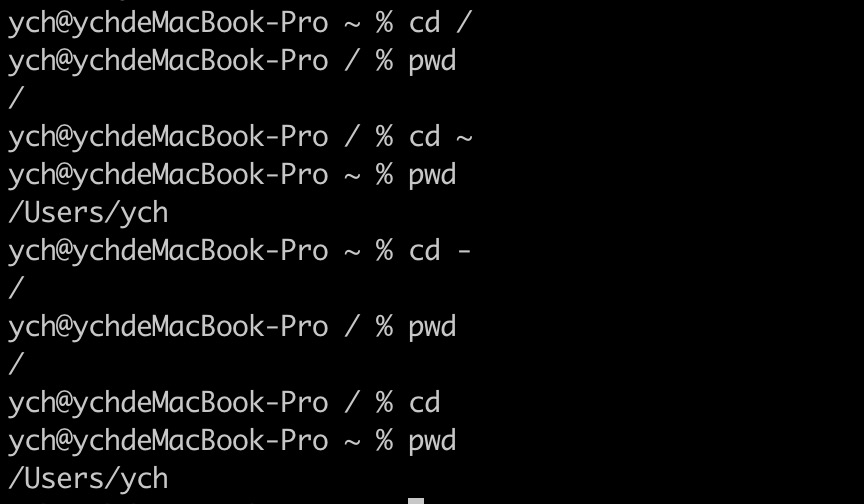 ych@ychdeMacBook-Pro ~ % cd /
ych@ychdeMacBook-Pro / % pwd
/
ych@ychdeMacBook-Pro / % cd ~
ych@ychdeMacBook-Pro ~ % pwd
/Users/ych
ych@ychdeMacBook-Pro ~ % cd -
/
ych@ychdeMacBook-Pro / % pwd
/
ych@ychdeMacBook-Pro / % cd
ych@ychdeMacBook-Pro ~ % pwd
/Users/ych